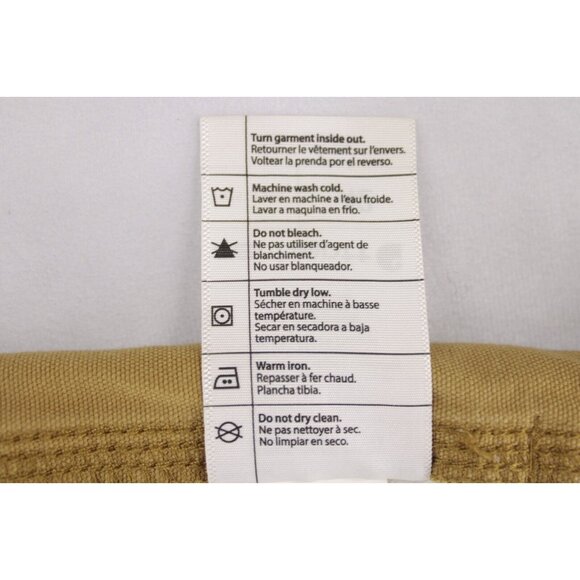 Turn garment inside out.
Retourner le vêtement sur l'envers.
Voltear la prenda por el reverso.
Machine wash cold.
Laver en machine a l'eau froide.
Lavar a maquina en frio.
Do not bleach.
Ne pas utiliser d'agent de
blanchiment.
No usar blanqueador.
Tumble dry low.
Sécher en machine à basse
température.
Secar en secadora a baja
temperatura.
Warm iron.
Repasser à fer chaud.
Plancha tibia.
Do not dry clean.
Ne pas nettoyer à sec.
No limpiar en seco.